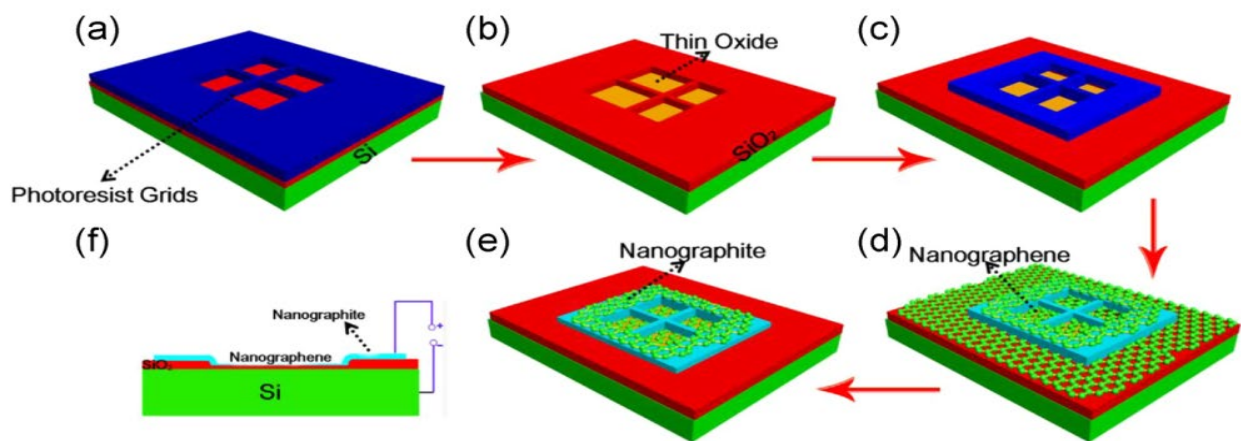 (a)
(b)
(c)
Thin Oxide
Si
SiO₂
Photoresist Grids
(f)
(e)
(d)
Nanographite
Nanographene
Nanographite
Nanographene
+
−
SiO₂
Si